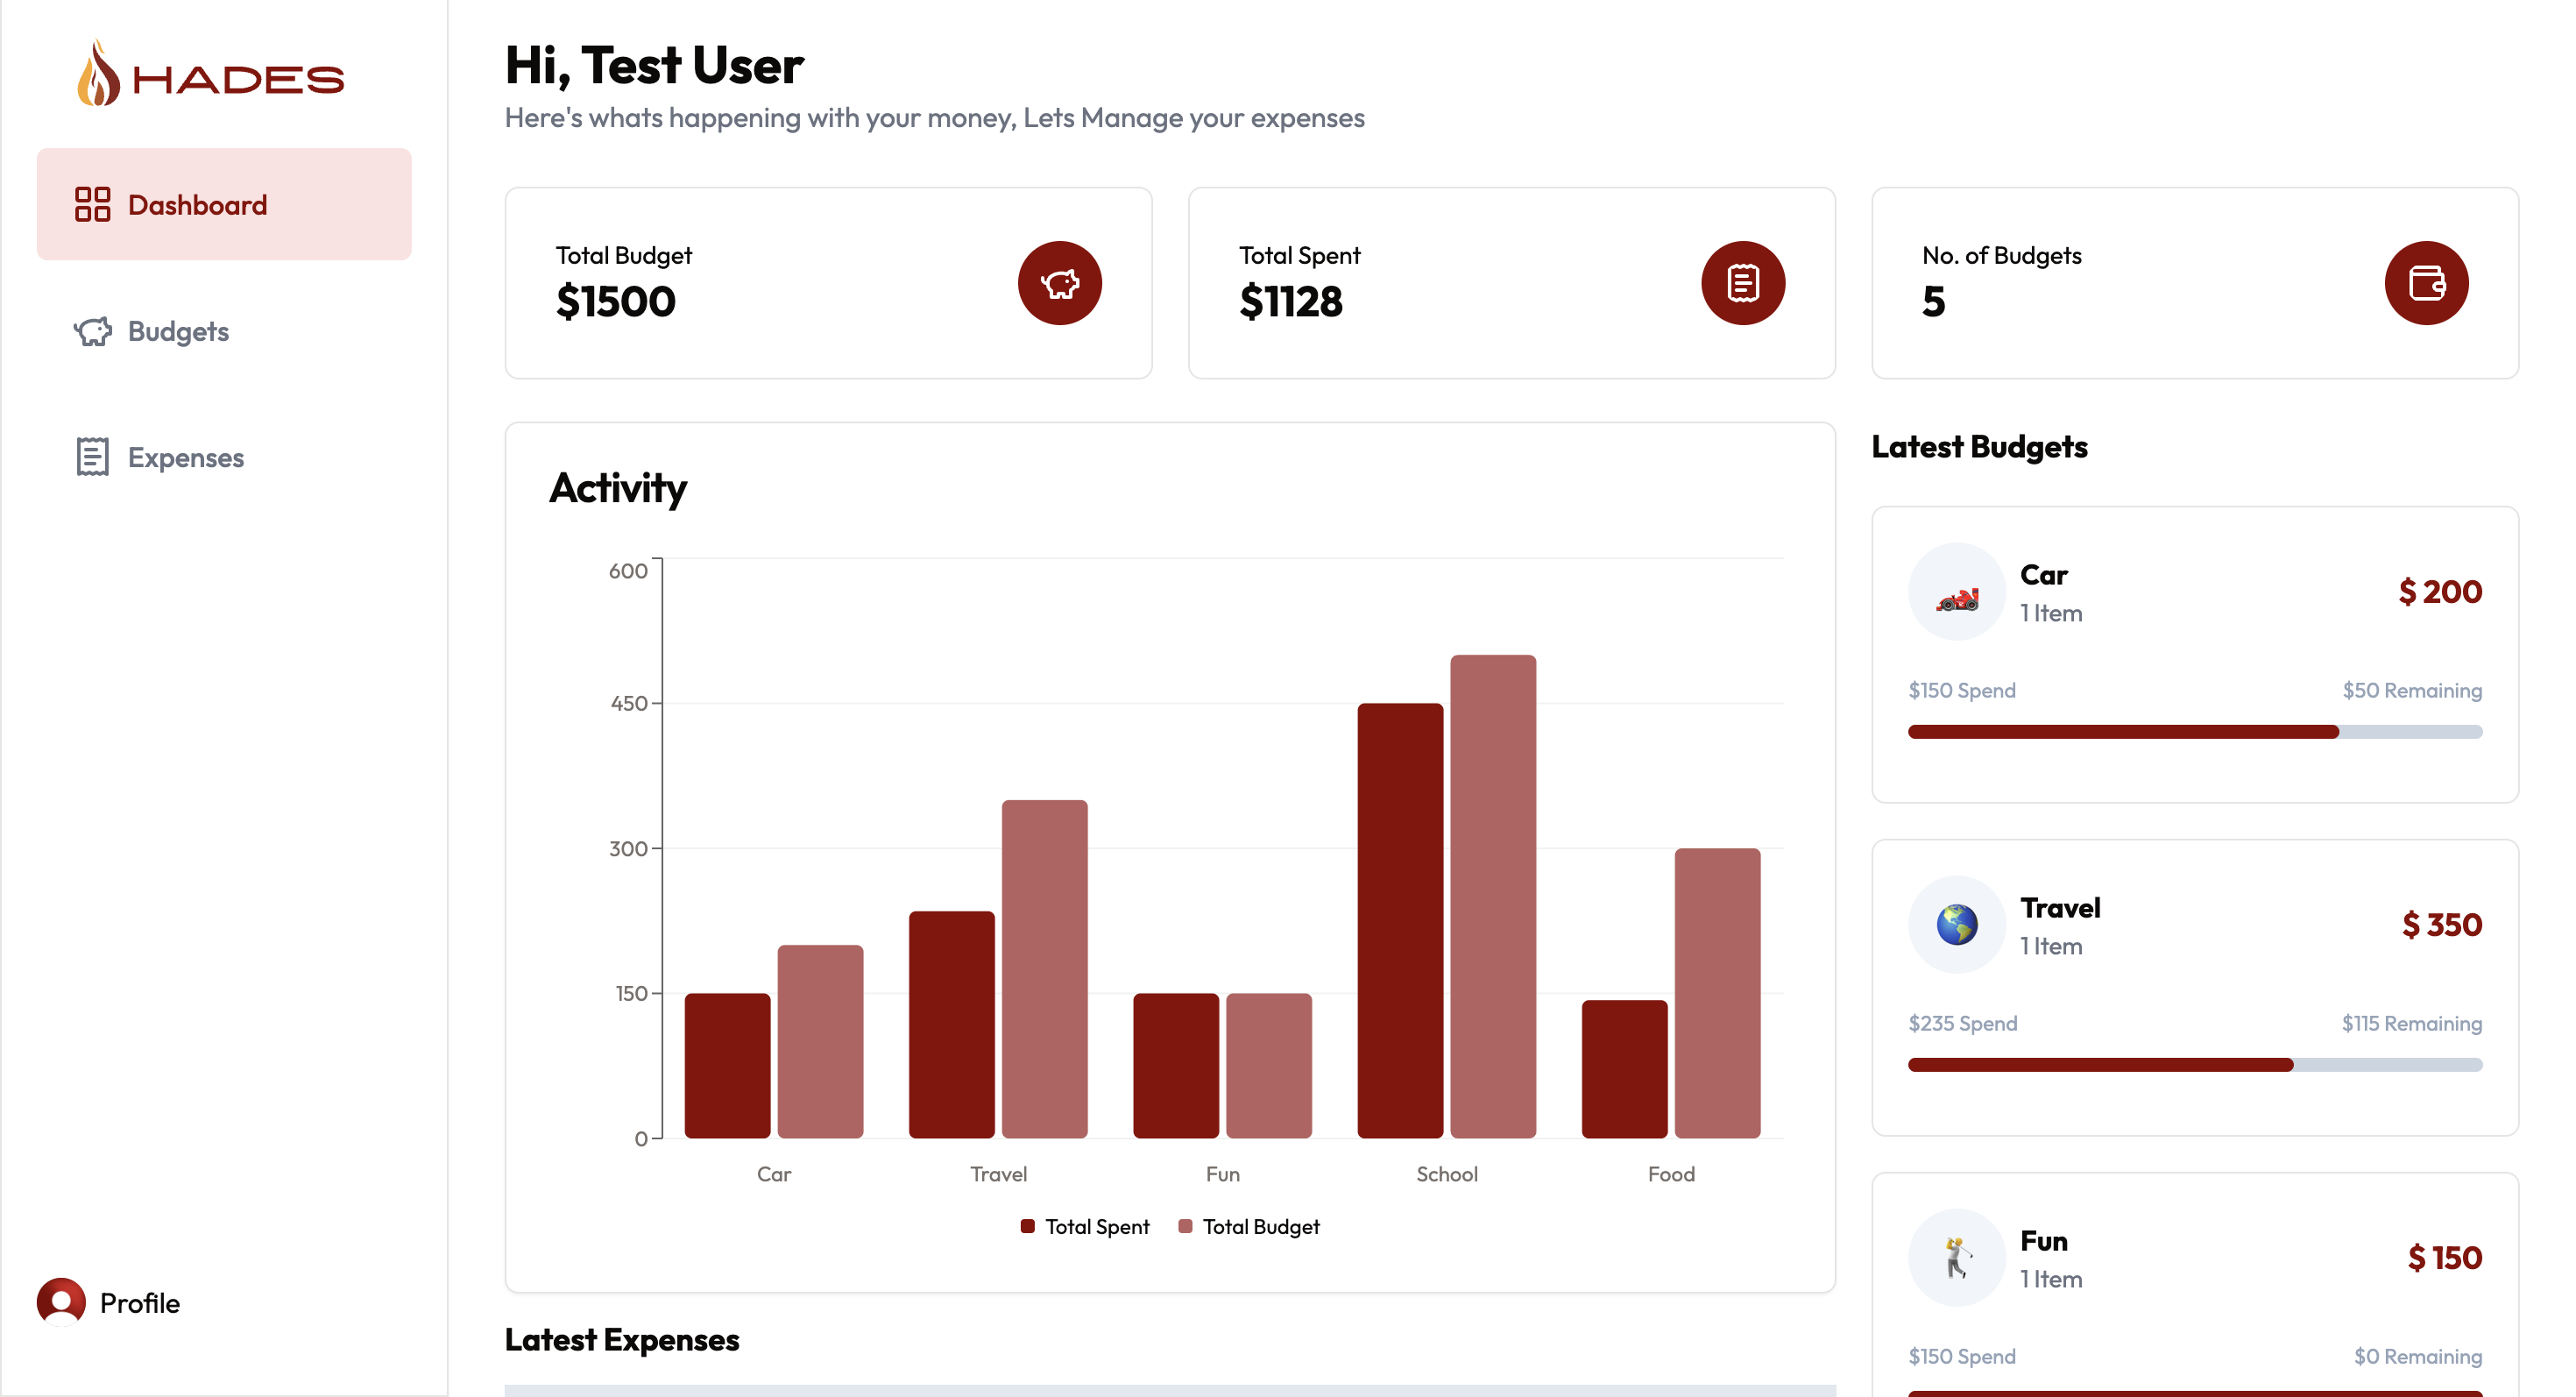 HADES
Dashboard
Budgets
Expenses
Profile
Hi, Test User
Here's whats happening with your money, Lets Manage your expenses
Total Budget
$1500
Total Spent
$1128
No. of Budgets
5
Activity
600
450
300
150
0
Car Travel Fun School Food
Total Spent Total Budget
Latest Expenses
Latest Budgets
Car
1 Item
$ 200
$150 Spend $50 Remaining
Travel
1 Item
$ 350
$235 Spend $115 Remaining
Fun
1 Item
$ 150
$150 Spend $0 Remaining